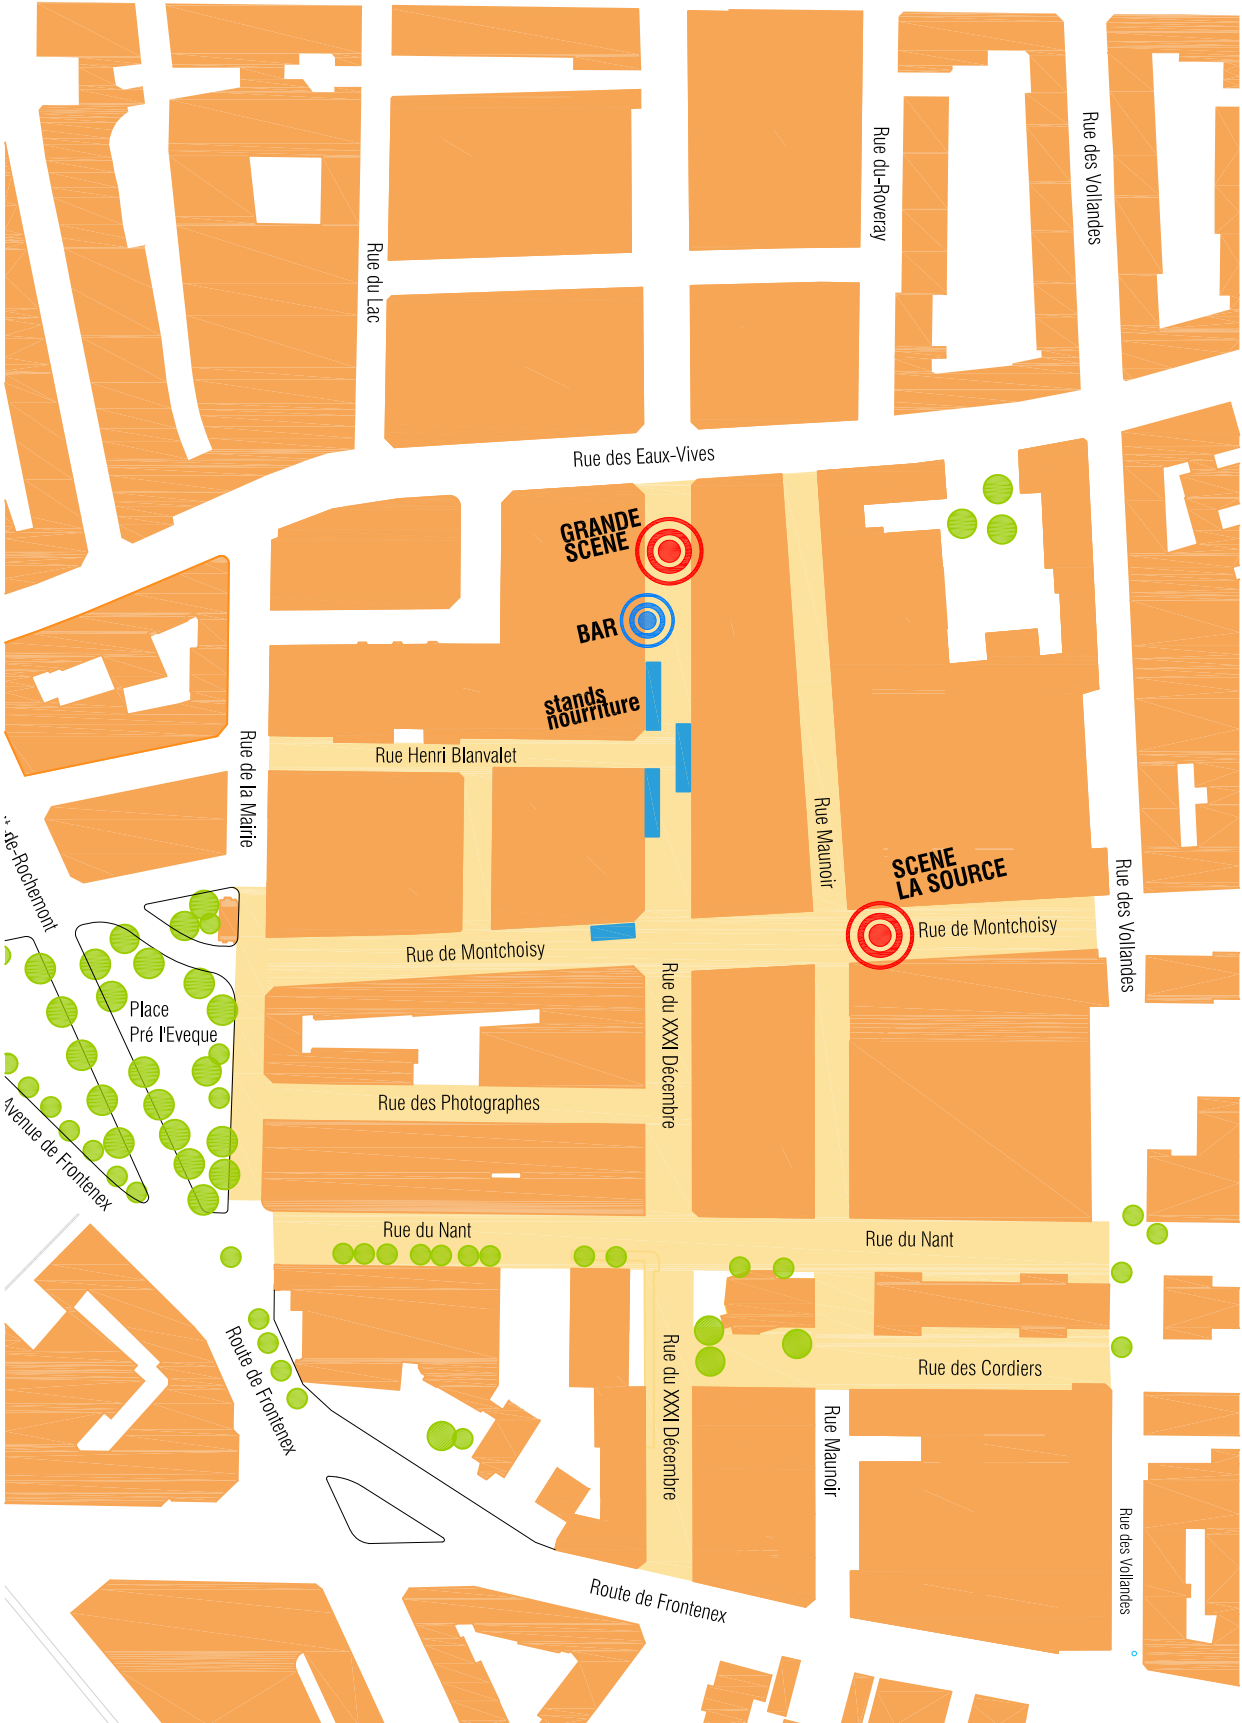 Rue des Vollandes
Rue du-Roveray
Rue du Lac
Rue des Eaux-Vives
GRANDE
SCENE
BAR
stands
nourriture
Rue Henri Blanvalet
Rue de la Mairie
Rue Maunoir
de-Rochemont
SCENE
LA SOURCE
Rue des Vollandes
Rue de Montchoisy
Rue de Montchoisy
Place
Pré l'Eveque
Rue du XXXI Décembre
Rue des Photographes
Avenue de Frontenex
Rue du Nant
Rue du Nant
Route de Frontenex
Rue du XXXI Décembre
Rue des Cordiers
Rue Maunoir
Rue des Vollandes
Route de Frontenex